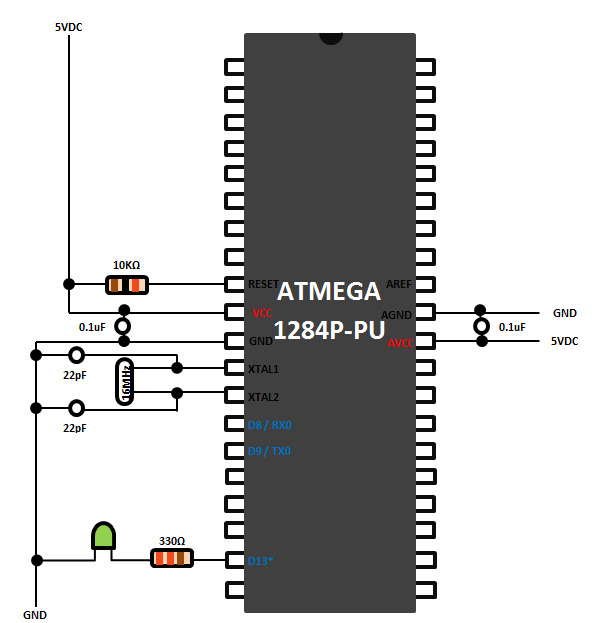 5VDC
10KΩ
RESET
AREF
ATMEGA
VCC
AGND
GND
0.1uF
1284P-PU
0.1uF
GND
AVCC
5VDC
22pF
16MHz
XTAL1
XTAL2
22pF
D8 / RX0
D9 / TX0
330Ω
D13*
GND